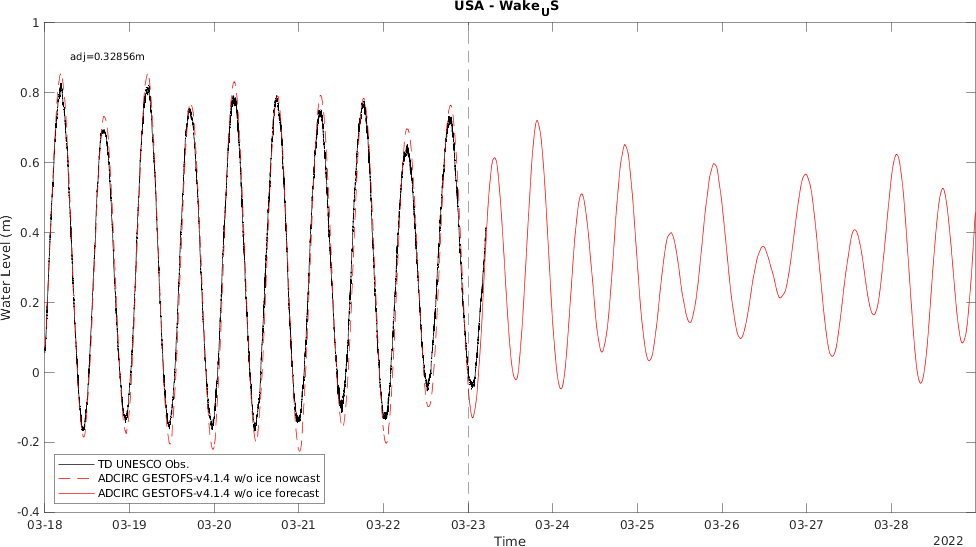 USA - Wake_US
adj=0.32856m
1
0.8
0.6
0.4
0.2
0
-0.2
-0.4
Water Level (m)
TD UNESCO Obs.
ADCIRC GESTOFS-v4.1.4 w/o ice nowcast
ADCIRC GESTOFS-v4.1.4 w/o ice forecast
03-18 03-19 03-20 03-21 03-22 03-23 03-24 03-25 03-26 03-27 03-28
Time
2022